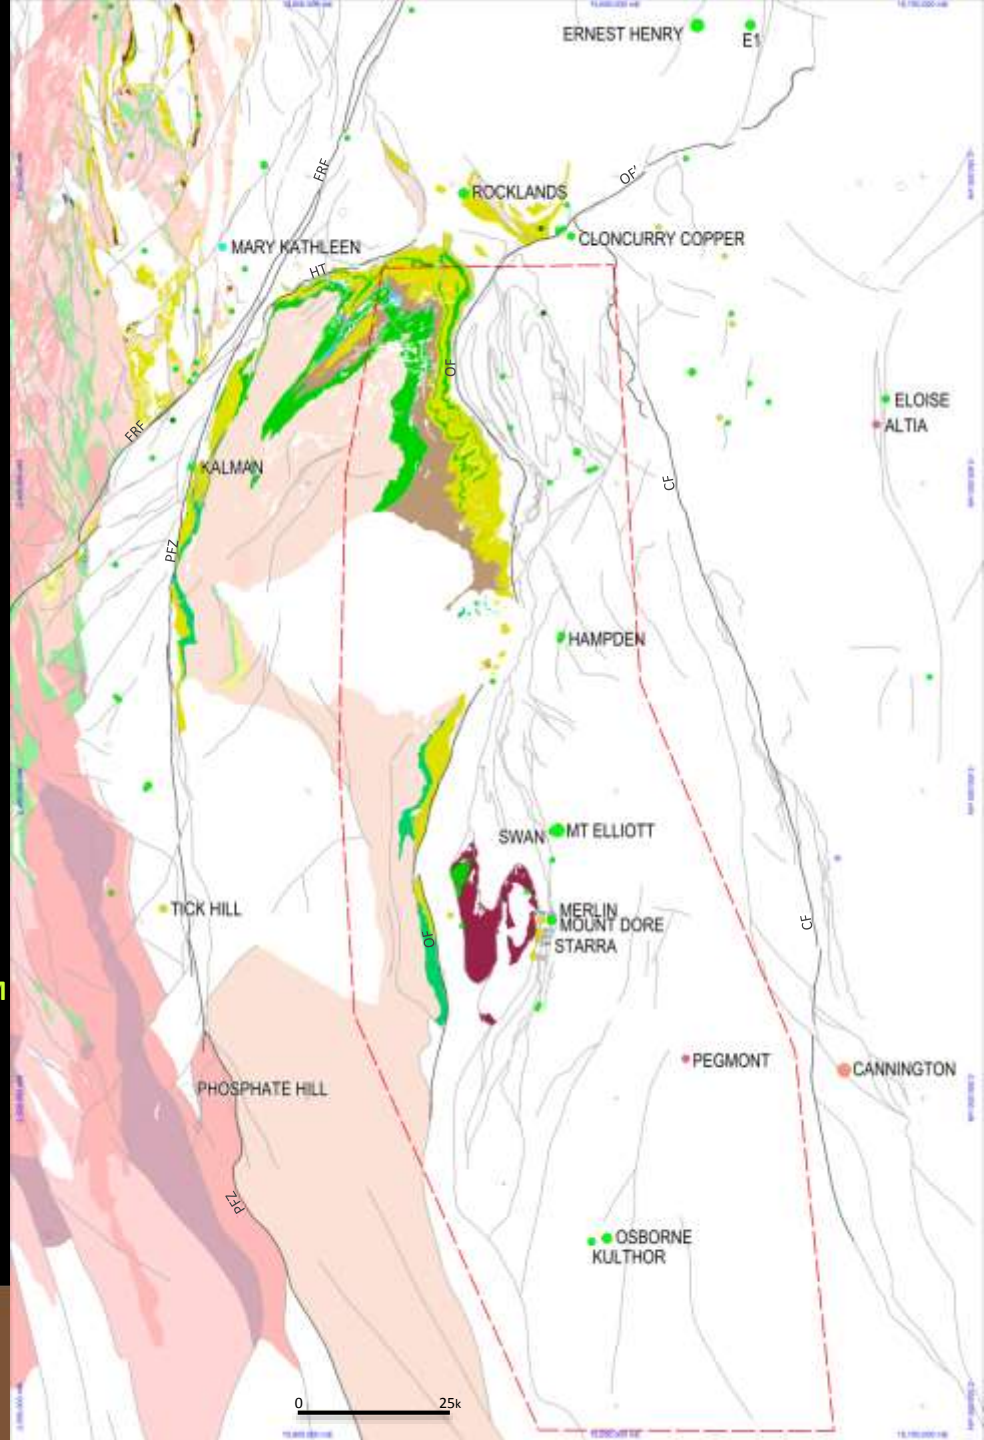 ERNEST HENRY
E1
FRF
OF'
ROCKLANDS
CLONCURRY COPPER
MARY KATHLEEN
HT
OF
ELOISE
ALTIA
FRF
KALMAN
CF
PFZ
HAMPDEN
SWAN
MT ELLIOTT
TICK HILL
MERLIN
MOUNT DORE
STARRA
CF
OF
PEGMONT
CANNINGTON
PHOSPHATE HILL
PFZ
OSBORNE
KULTHOR
0
25k